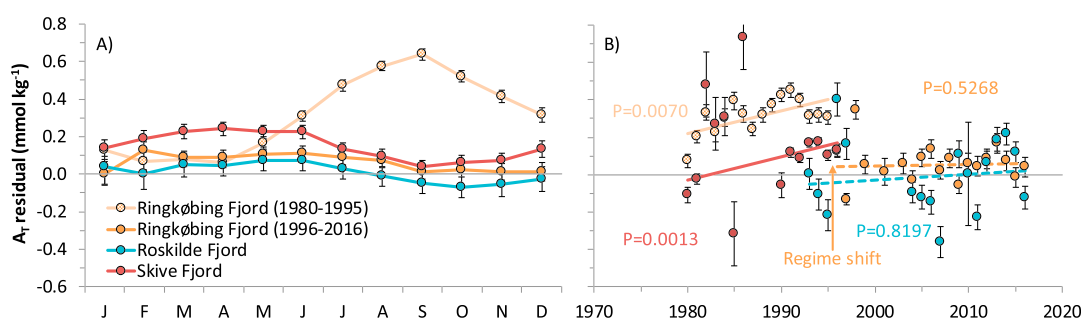 A_T residual (mmol kg⁻¹)
0.8
0.6
0.4
0.2
0.0
-0.2
-0.4
-0.6
A)
Ringkøbing Fjord (1980-1995)
Ringkøbing Fjord (1996-2016)
Roskilde Fjord
Skive Fjord
J F M A M J J A S O N D
B)
P=0.0070
P=0.5268
P=0.0013
P=0.8197
Regime shift
1970 1980 1990 2000 2010 2020